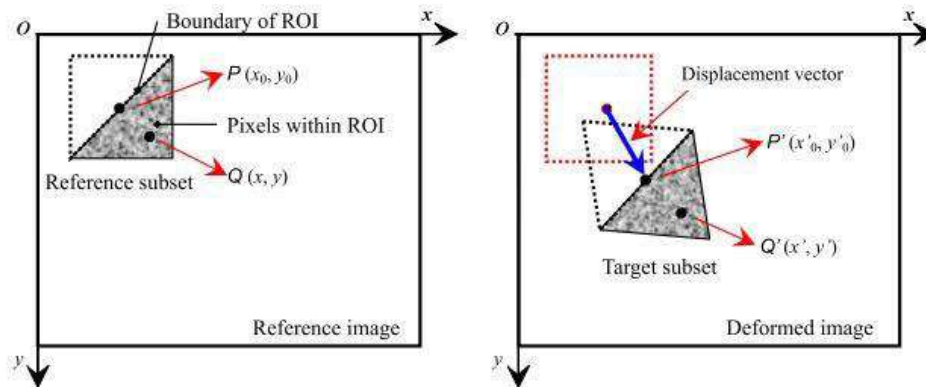 O
x
Boundary of ROI
P (x₀, y₀)
Pixels within ROI
Q (x, y)
Reference subset
Reference image
y
O
x
Displacement vector
P' (x'₀, y'₀)
Q' (x', y')
Target subset
Deformed image
y